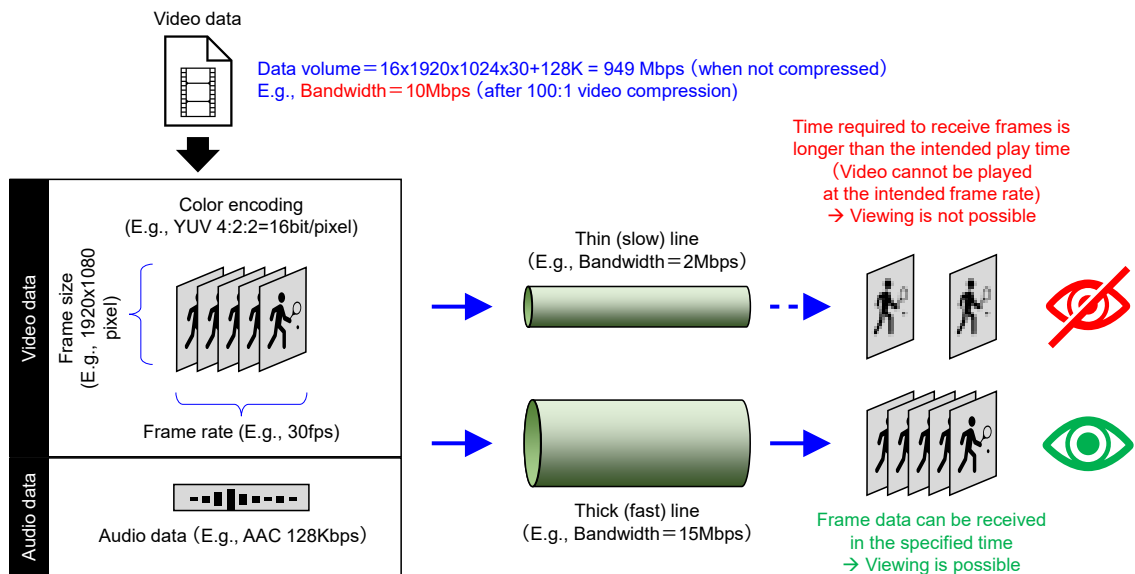 Video data
Data volume＝16x1920x1024x30+128K = 949 Mbps (when not compressed)
E.g., Bandwidth＝10Mbps (after 100:1 video compression)
Time required to receive frames is
longer than the intended play time
(Video cannot be played
at the intended frame rate)
→ Viewing is not possible
Video data
Color encoding
(E.g., YUV 4:2:2=16bit/pixel)
Frame size
(E.g., 1920x1080
pixel)
Frame rate (E.g., 30fps)
Thin (slow) line
(E.g., Bandwidth＝2Mbps)
Thick (fast) line
(E.g., Bandwidth＝15Mbps)
Audio data
Audio data (E.g., AAC 128Kbps)
Frame data can be received
in the specified time
→ Viewing is possible